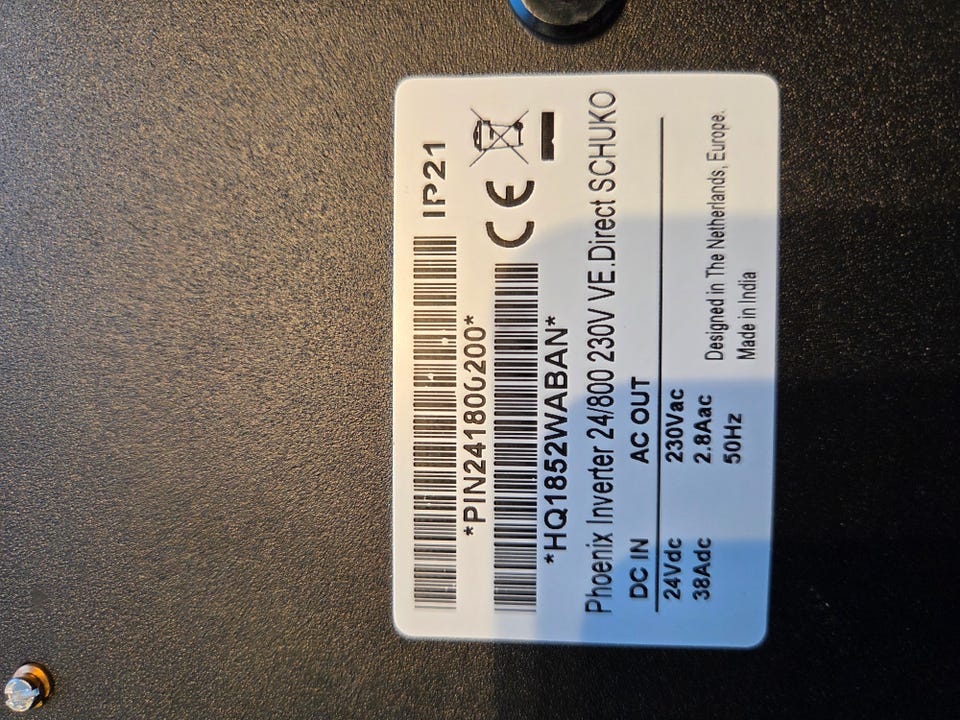 IP21
*PIN241800200*
CE
*HQ1852WABAN*
Phoenix Inverter 24/800 230V VE.Direct SCHUKO
DC IN AC OUT
24Vdc 230Vac
38Adc 2.8Aac
50Hz
Designed in The Netherlands, Europe.
Made in India